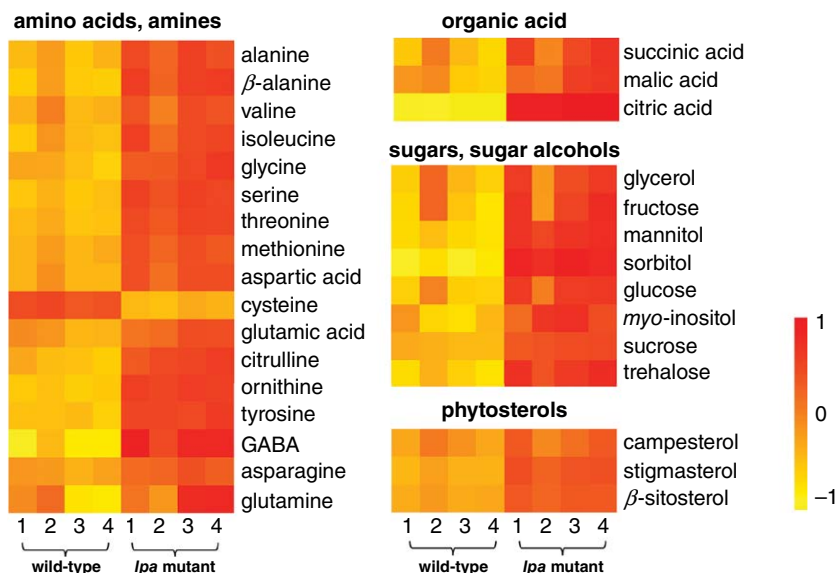 amino acids, amines
alanine
β-alanine
valine
isoleucine
glycine
serine
threonine
methionine
aspartic acid
cysteine
glutamic acid
citrulline
ornithine
tyrosine
GABA
asparagine
glutamine
1 2 3 4 1 2 3 4
wild-type lpa mutant
organic acid
succinic acid
malic acid
citric acid
sugars, sugar alcohols
glycerol
fructose
mannitol
sorbitol
glucose
myo-inositol
sucrose
trehalose
phytosterols
campesterol
stigmasterol
β-sitosterol
1 2 3 4 1 2 3 4
wild-type lpa mutant
1
0
−1